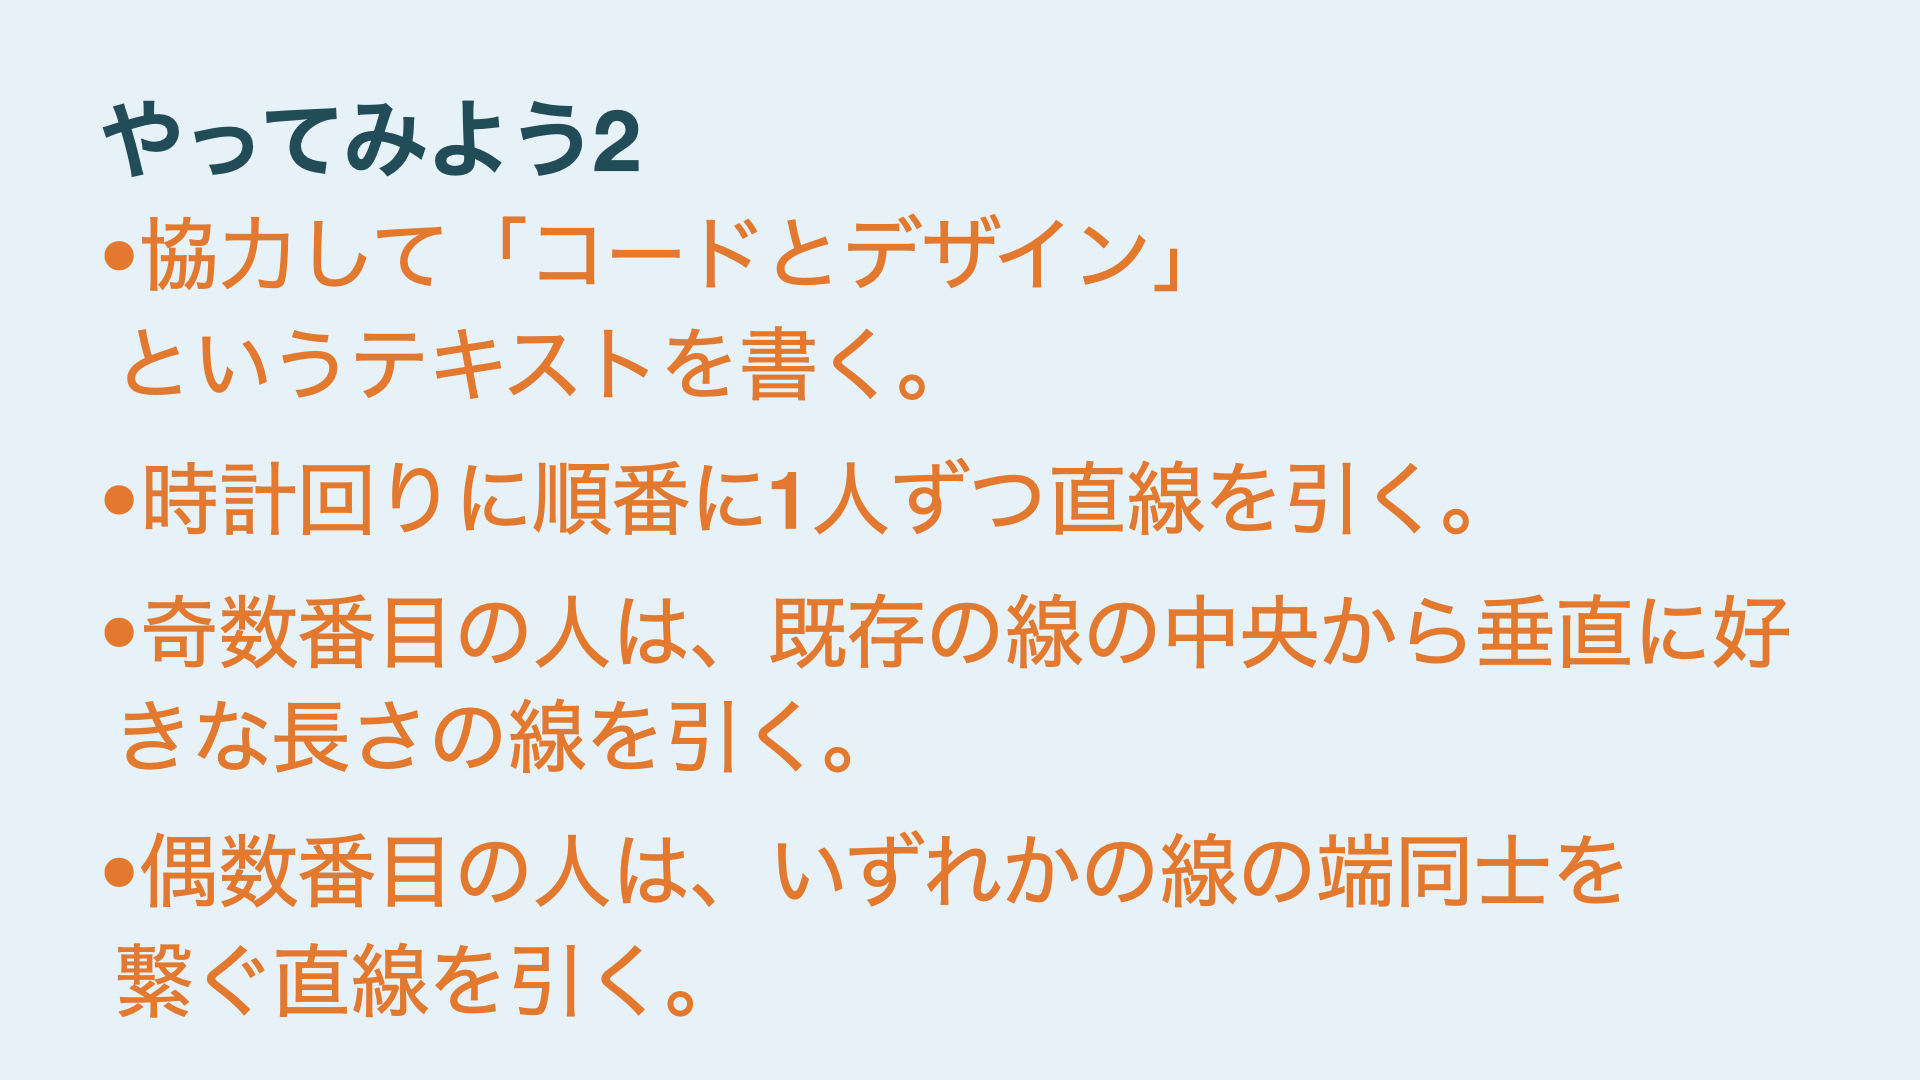 やってみよう2
•協力して「コードとデザイン」
というテキストを書く。
•時計回りに順番に1人ずつ直線を引く。
•奇数番目の人は、既存の線の中央から垂直に好
きな長さの線を引く。
•偶数番目の人は、いずれかの線の端同士を
繋ぐ直線を引く。